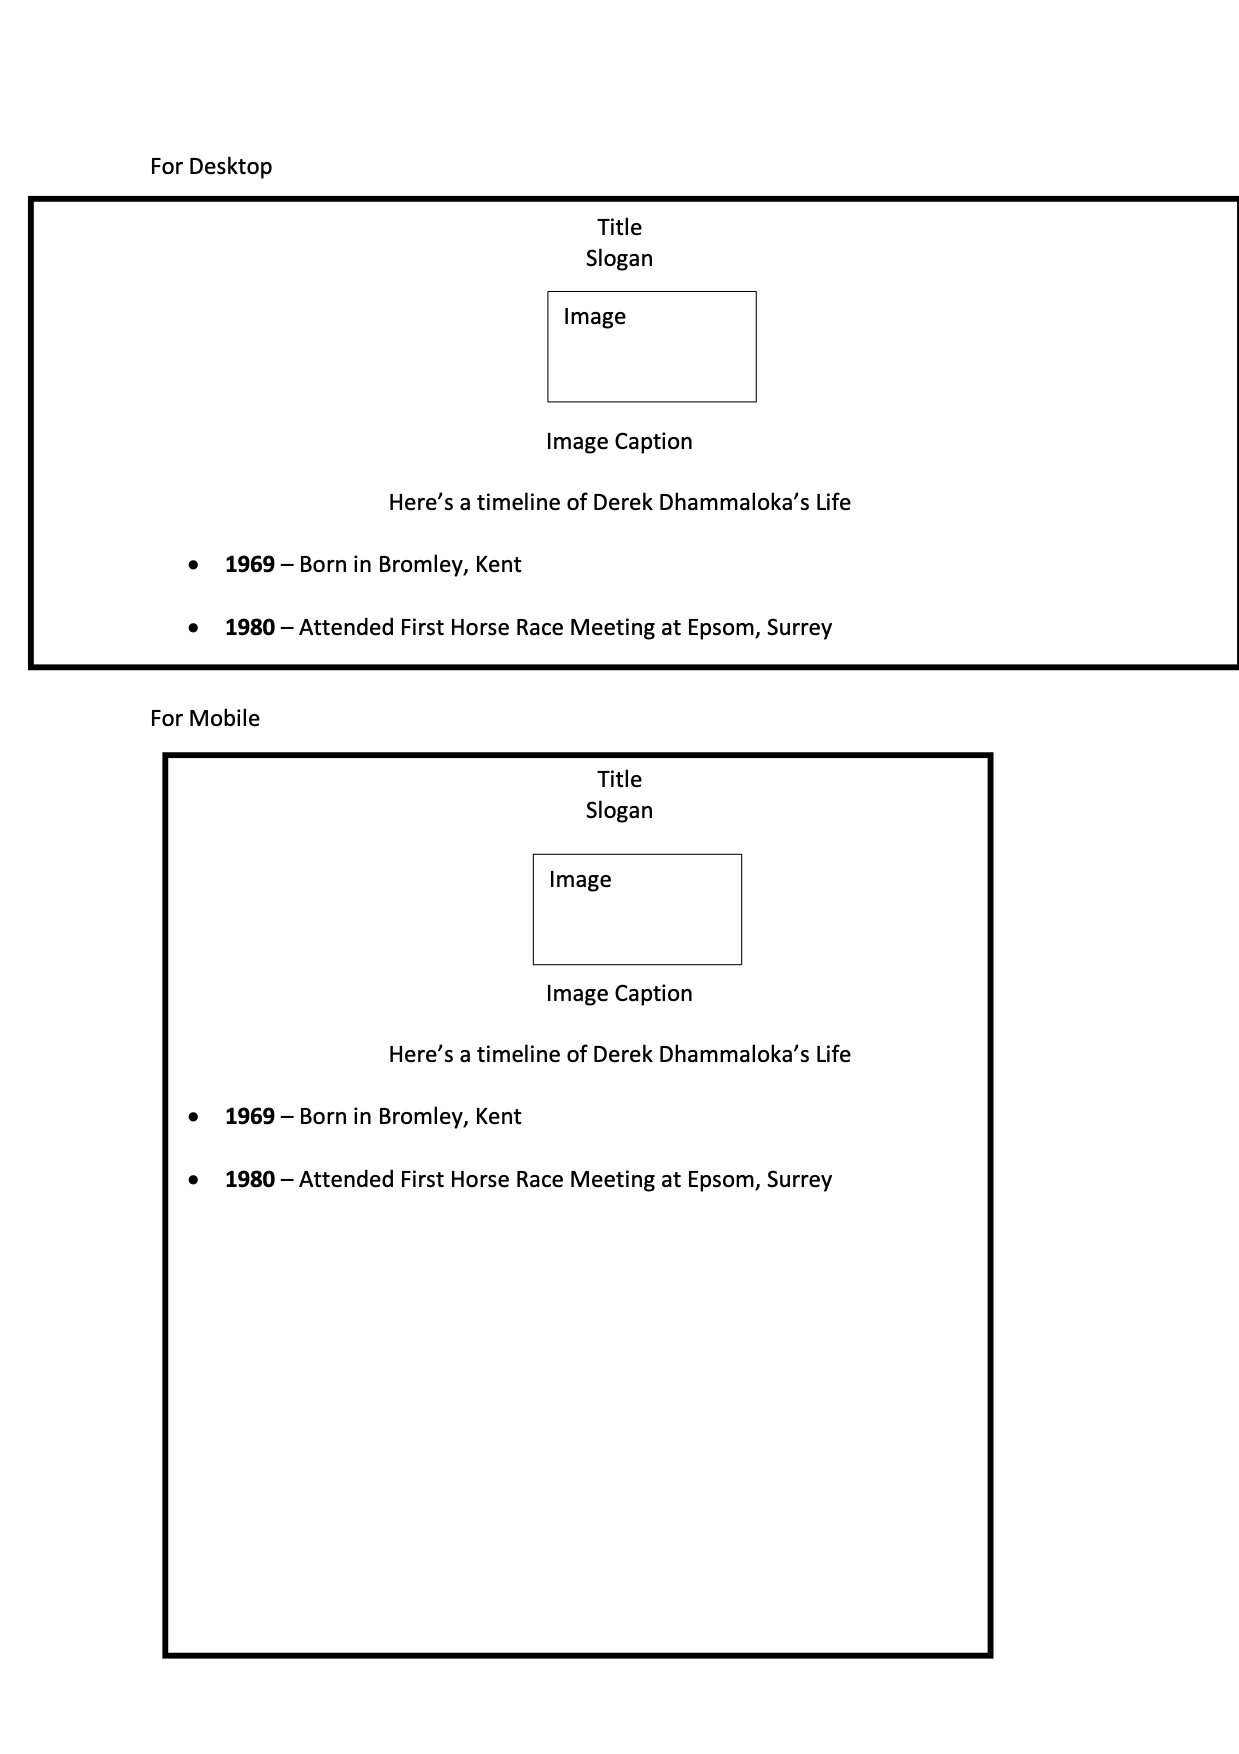 For Desktop
Title
Slogan
Image
Image Caption
Here’s a timeline of Derek Dhammaloka’s Life
• 1969 – Born in Bromley, Kent
• 1980 – Attended First Horse Race Meeting at Epsom, Surrey
For Mobile
Title
Slogan
Image
Image Caption
Here’s a timeline of Derek Dhammaloka’s Life
• 1969 – Born in Bromley, Kent
• 1980 – Attended First Horse Race Meeting at Epsom, Surrey